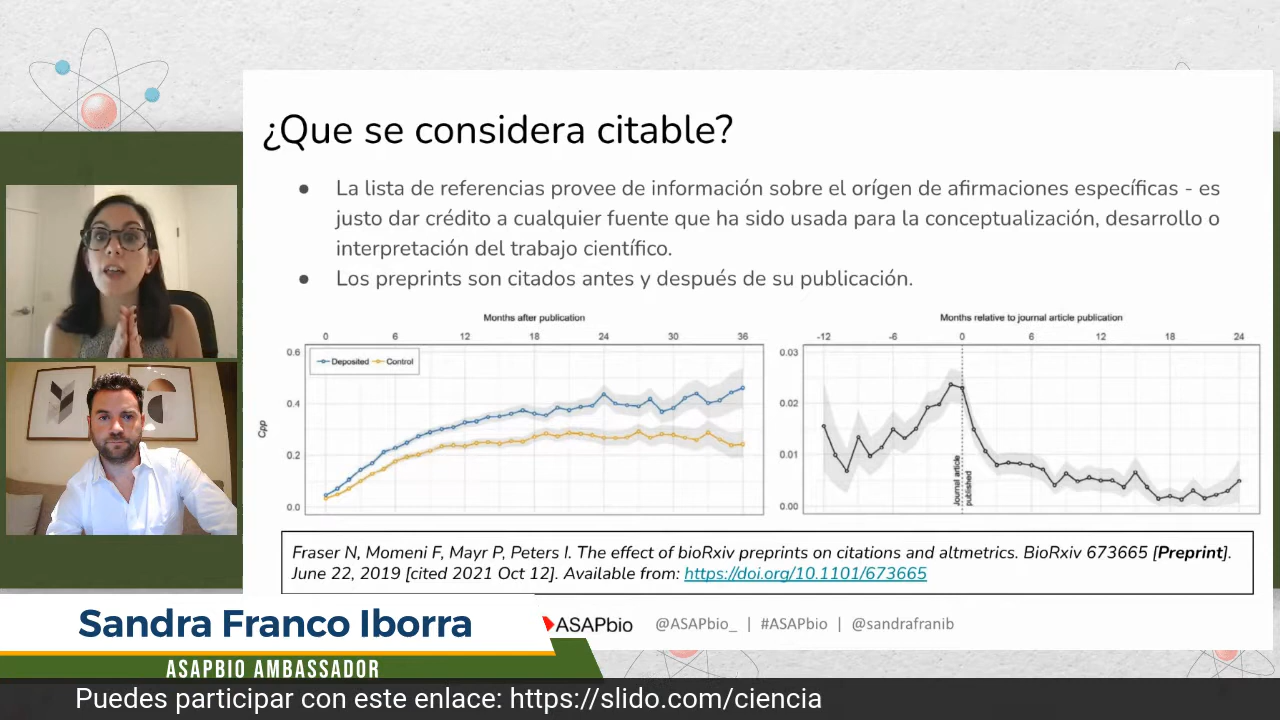 ¿Que se considera citable?
● La lista de referencias provee de información sobre el orígen de afirmaciones específicas - es
justo dar crédito a cualquier fuente que ha sido usada para la conceptualización, desarrollo o
interpretación del trabajo científico.
● Los preprints son citados antes y después de su publicación.
Months after publication
0 6 12 18 24 30 36
0.6
0.4
0.2
0.0
Cpp
Deposited Control
Months relative to journal article publication
-12 -6 0 6 12 18 24
0.03
0.02
0.01
0.00
Journal article
published
Fraser N, Momeni F, Mayr P, Peters I. The effect of bioRxiv preprints on citations and altmetrics. BioRxiv 673665 [Preprint].
June 22, 2019 [cited 2021 Oct 12]. Available from: https://doi.org/10.1101/673665
ASAPbio @ASAPbio_ | #ASAPbio | @sandrafranib
Sandra Franco Iborra
ASAPBIO AMBASSADOR
Puedes participar con este enlace: https://slido.com/ciencia